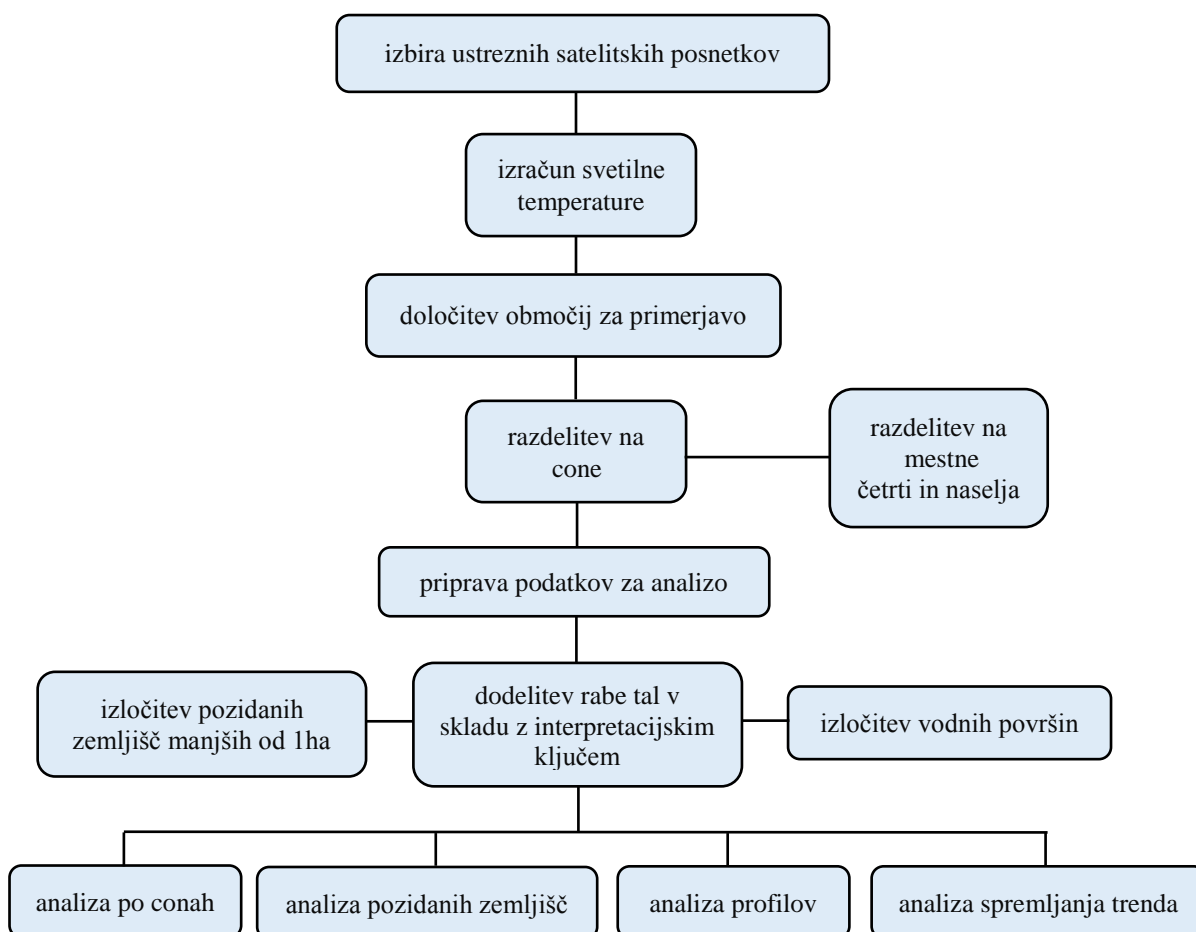 izbira ustreznih satelitskih posnetkov
izračun svetilne
temperature
določitev območij za primerjavo
razdelitev na
cone
razdelitev na
mestne
četrti in naselja
priprava podatkov za analizo
izločitev pozidanih
zemljišč manjših od 1ha
dodelitev rabe tal v
skladu z interpretacijskim
ključem
izločitev vodnih površin
analiza po conah
analiza pozidanih zemljišč
analiza profilov
analiza spremljanja trenda